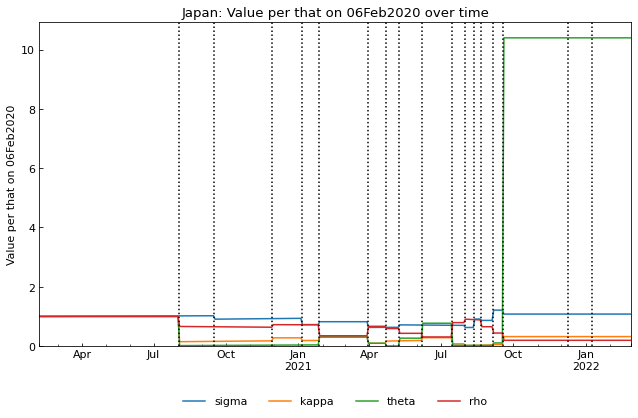 Japan: Value per that on 06Feb2020 over time
Value per that on 06Feb2020
10
8
6
4
2
0
Apr Jul Oct Jan Apr Jul Oct Jan
2021 2022
sigma kappa theta rho